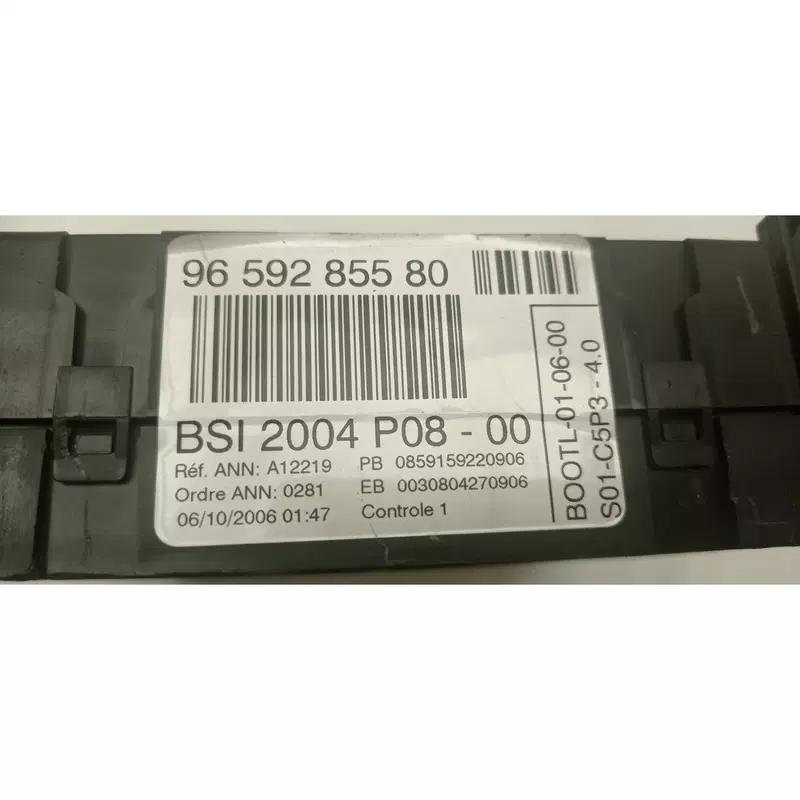 96 592 855 80
BSI 2004 P08 - 00
Réf. ANN: A12219 PB 0859159220906
Ordre ANN: 0281 EB 0030804270906
06/10/2006 01:47 Controle 1
BOOTL-01-06-00
S01-C5P3 - 4.0